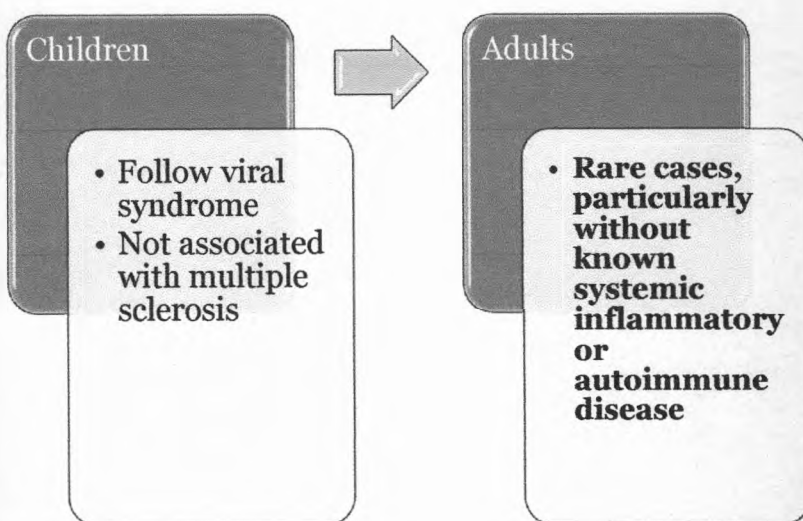 Children
• Follow viral
syndrome
• Not associated
with multiple
sclerosis
Adults
• Rare cases,
particularly
without
known
systemic
inflammatory
or
autoimmune
disease